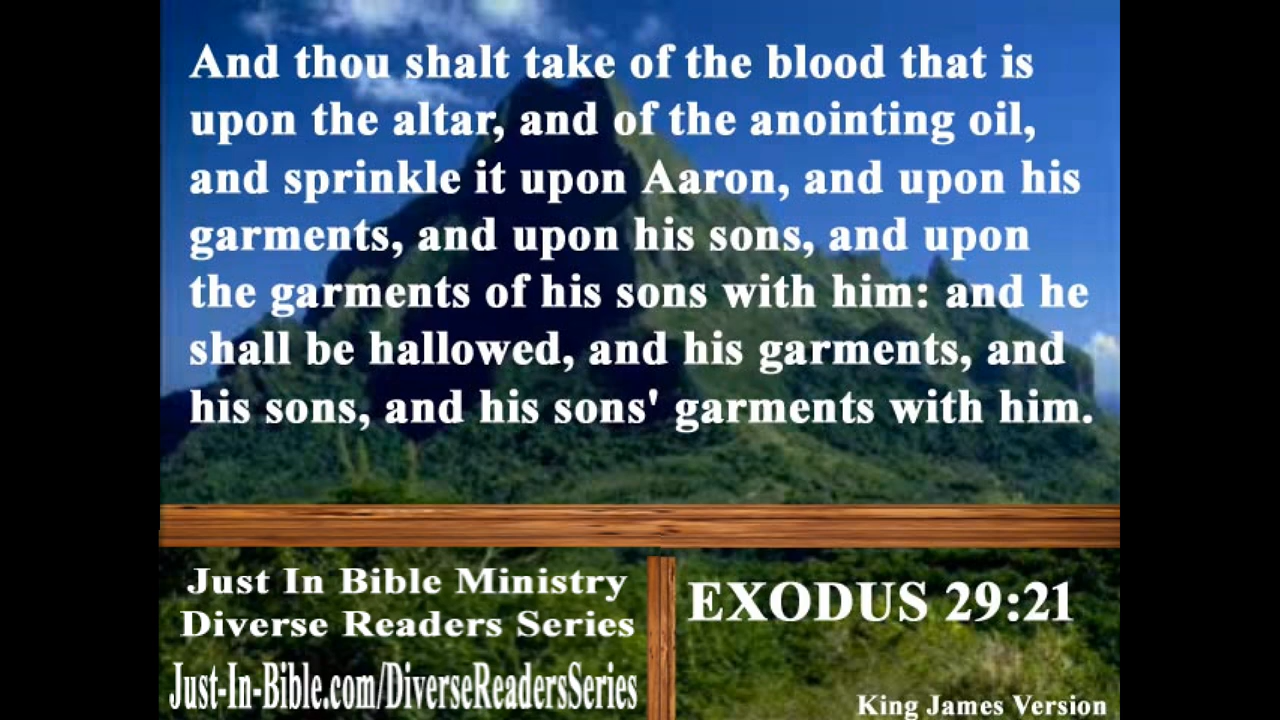 And thou shalt take of the blood that is
upon the altar, and of the anointing oil,
and sprinkle it upon Aaron, and upon his
garments, and upon his sons, and upon
the garments of his sons with him: and he
shall be hallowed, and his garments, and
his sons, and his sons' garments with him.
Just In Bible Ministry
Diverse Readers Series
Just-In-Bible.com/DiverseReadersSeries
EXODUS 29:21
King James Version